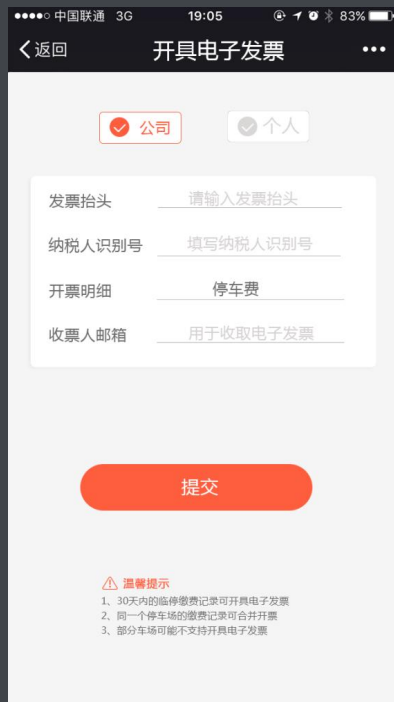 中国联通 3G 19:05 83%
返回 开具电子发票
公司 个人
发票抬头 请输入发票抬头
纳税人识别号 填写纳税人识别号
开票明细 停车费
收票人邮箱 用于收取电子发票
提交
温馨提示
1、30天内的临停缴费记录可开具电子发票
2、同一个停车场的缴费记录可合并开票
3、部分车场可能不支持开具电子发票